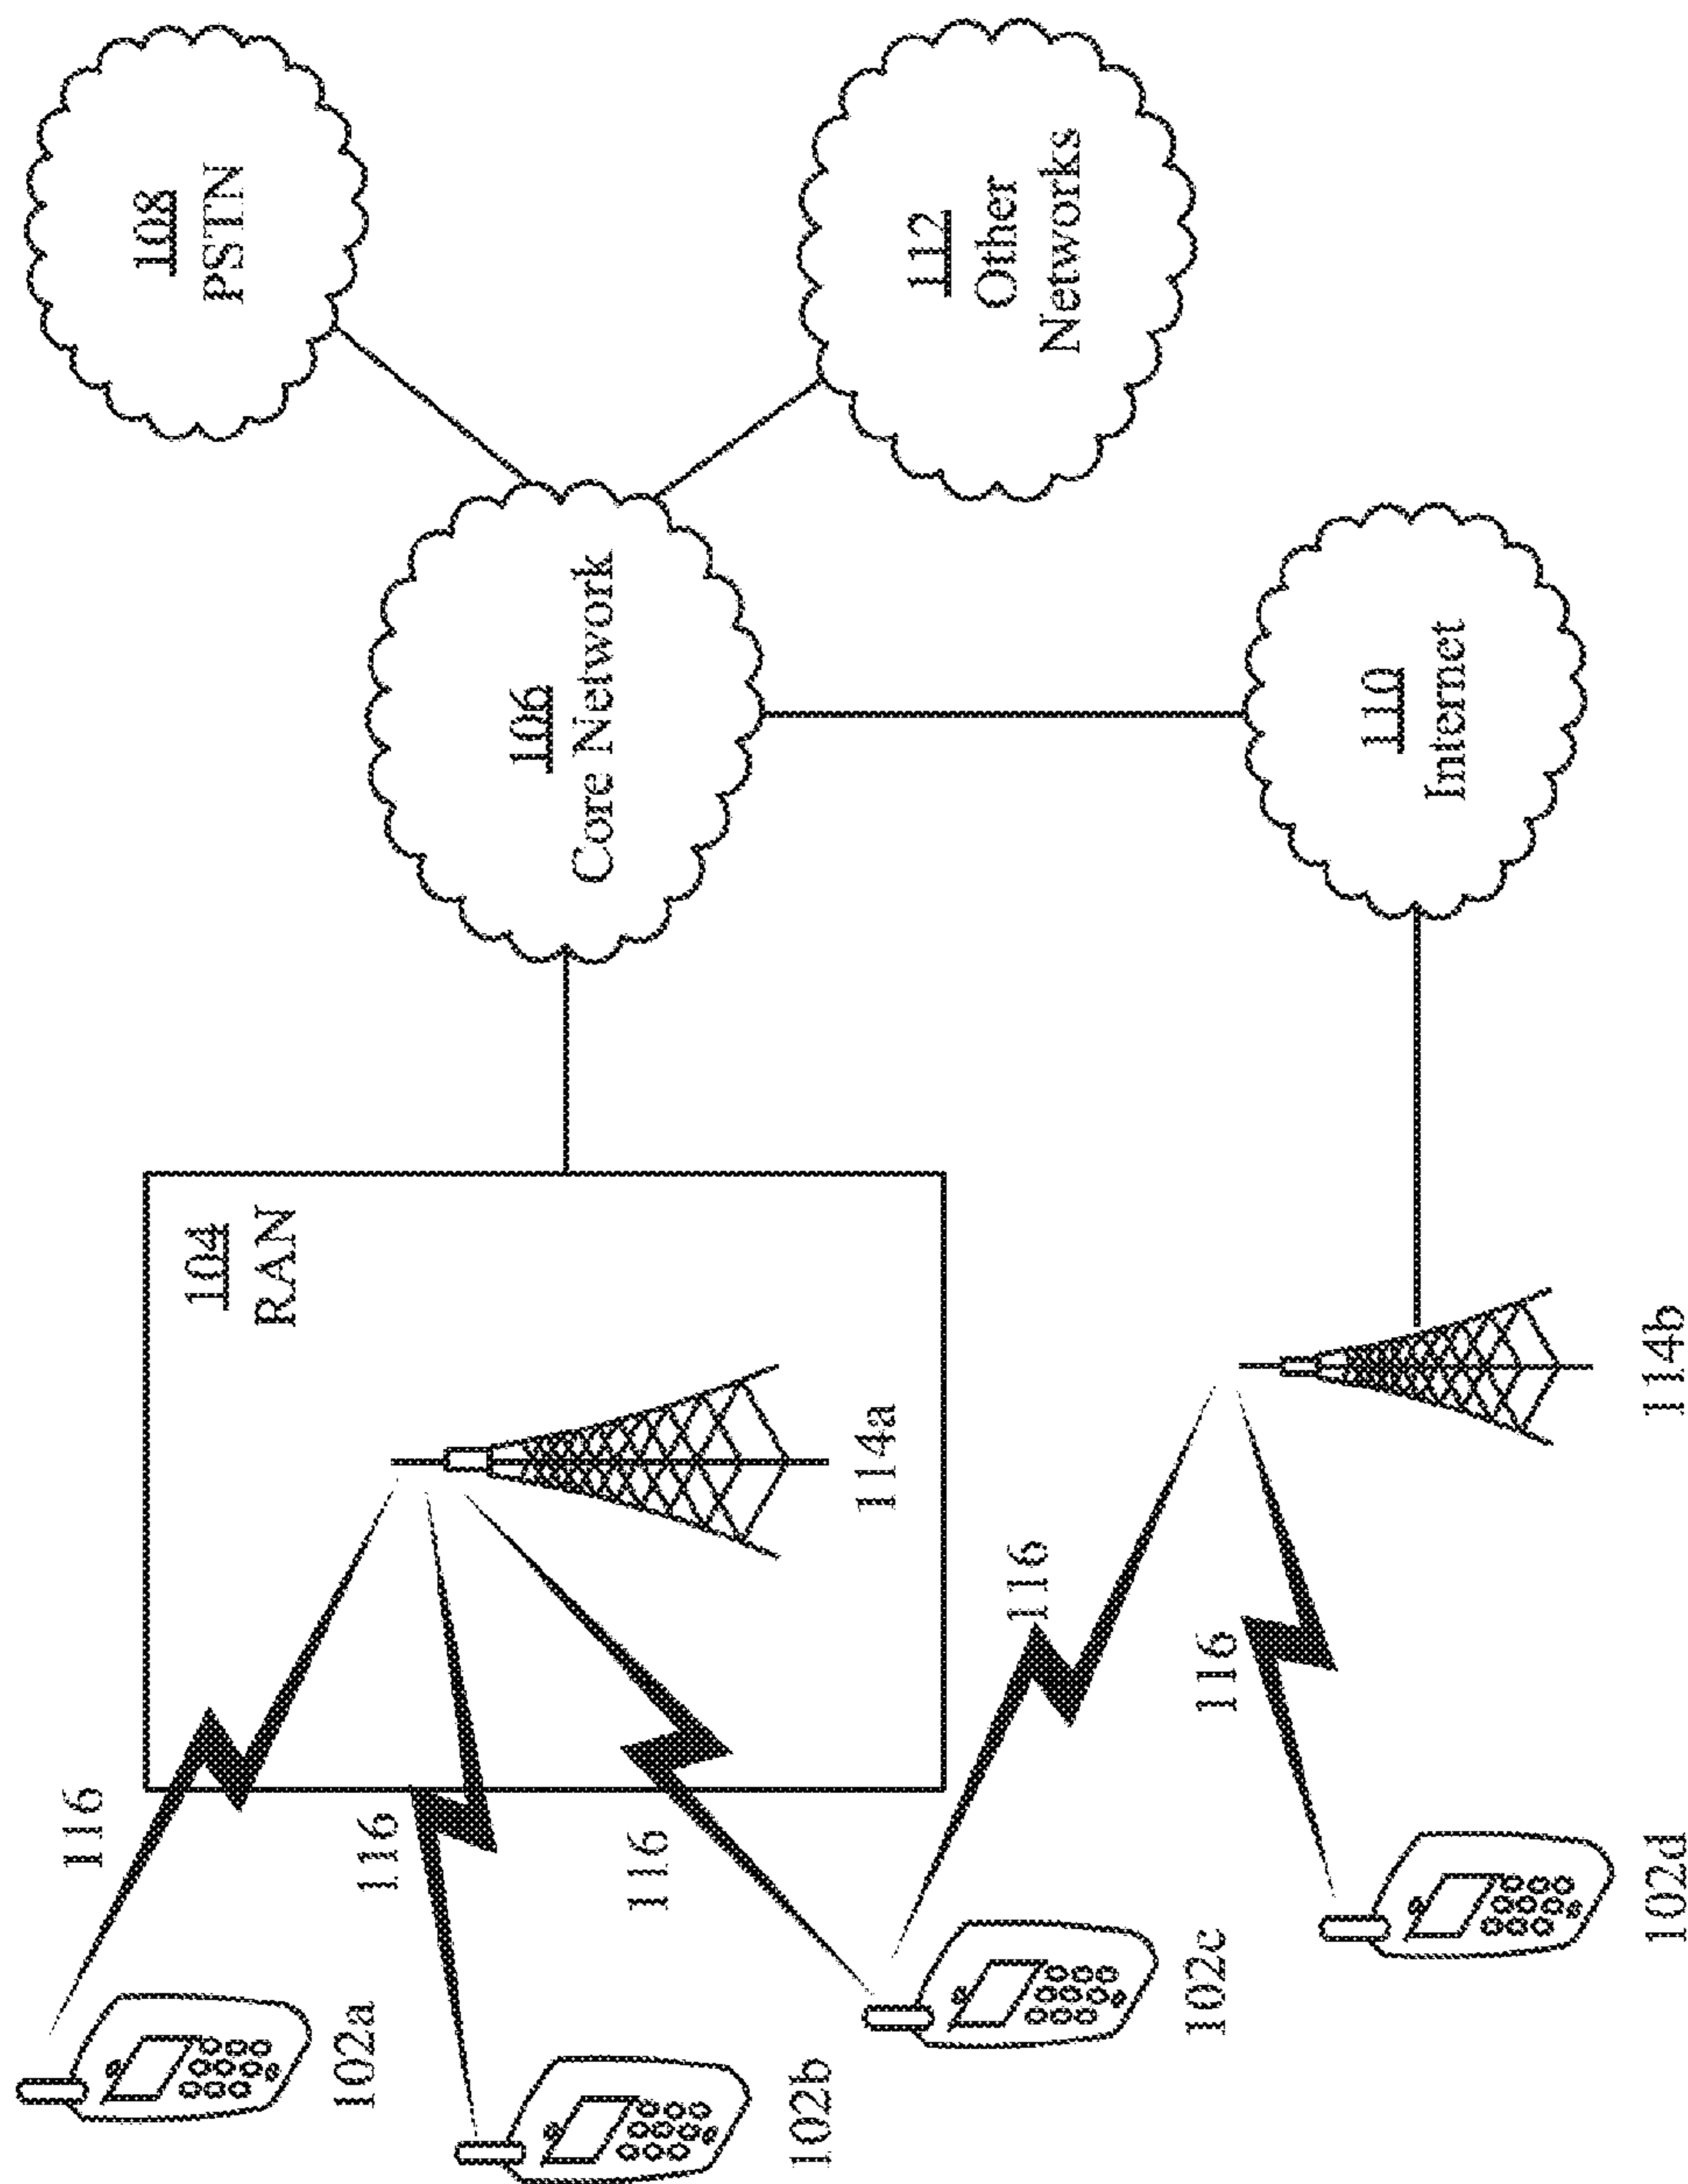 116
102a
116
102b
116
102c
116
116
102d
104
RAN
114a
114b
106
Core Network
108
PSTN
112
Other
Networks
110
Internet